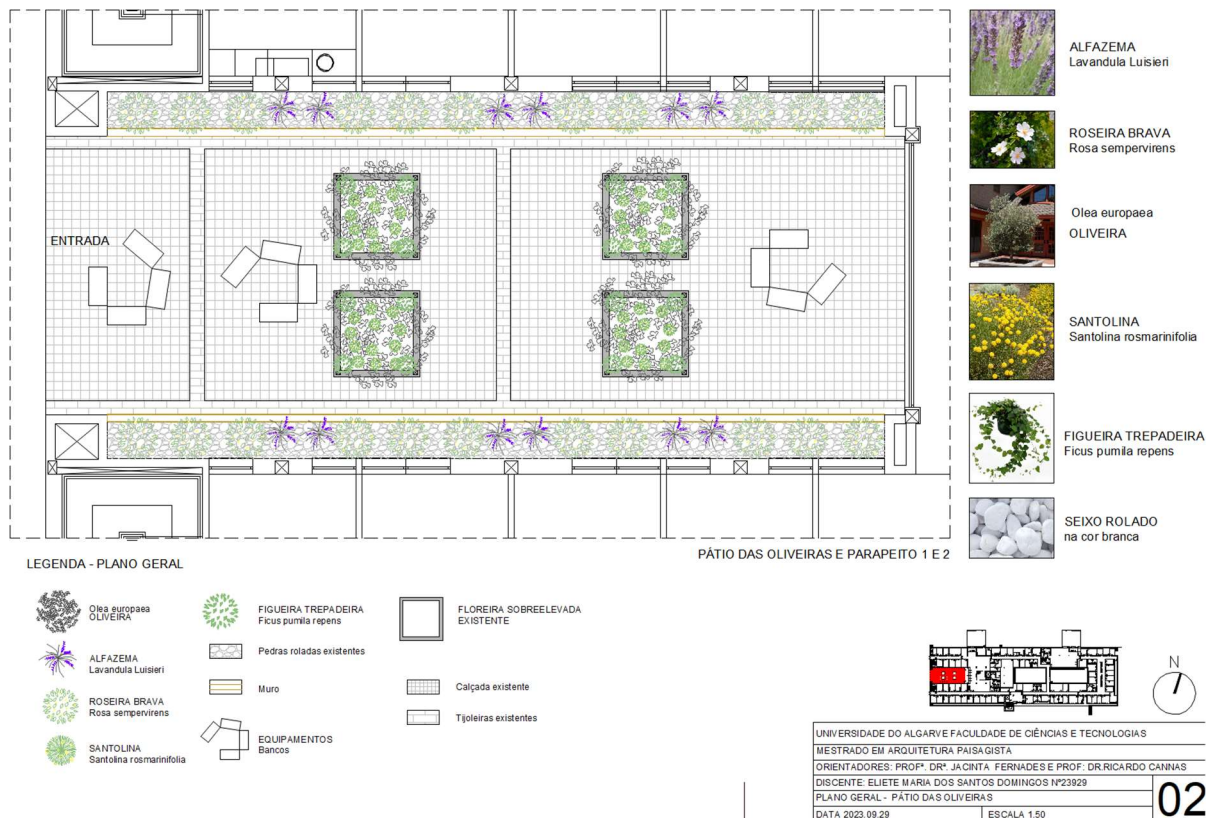 ALFAZEMA
Lavandula Luisieri
ROSEIRA BRAVA
Rosa sempervirens
Olea europaea
OLIVEIRA
SANTOLINA
Santolina rosmarinifolia
FIGUEIRA TREPADEIRA
Ficus pumila repens
SEIXO ROLADO
na cor branca
ENTRADA
PÁTIO DAS OLIVEIRAS E PARAPEITO 1 E 2
LEGENDA - PLANO GERAL
Olea europaea
OLIVEIRA
ALFAZEMA
Lavandula Luisieri
ROSEIRA BRAVA
Rosa sempervirens
SANTOLINA
Santolina rosmarinifolia
FIGUEIRA TREPADEIRA
Ficus pumila repens
Pedras roladas existentes
Muro
EQUIPAMENTOS
Bancos
FLOREIRA SOBREELEVADA
EXISTENTE
Calçada existente
Tijoleiras existentes
N
UNIVERSIDADE DO ALGARVE FACULDADE DE CIÊNCIAS E TECNOLOGIAS
MESTRADO EM ARQUITETURA PAISAGISTA
ORIENTADORES: PROFª. DRª. JACINTA FERNADES E PROF: DR.RICARDO CANNAS
DISCENTE: ELIETE MARIA DOS SANTOS DOMINGOS Nº23929
PLANO GERAL - PÁTIO DAS OLIVEIRAS
DATA 2023.09.29 ESCALA 1.50
02